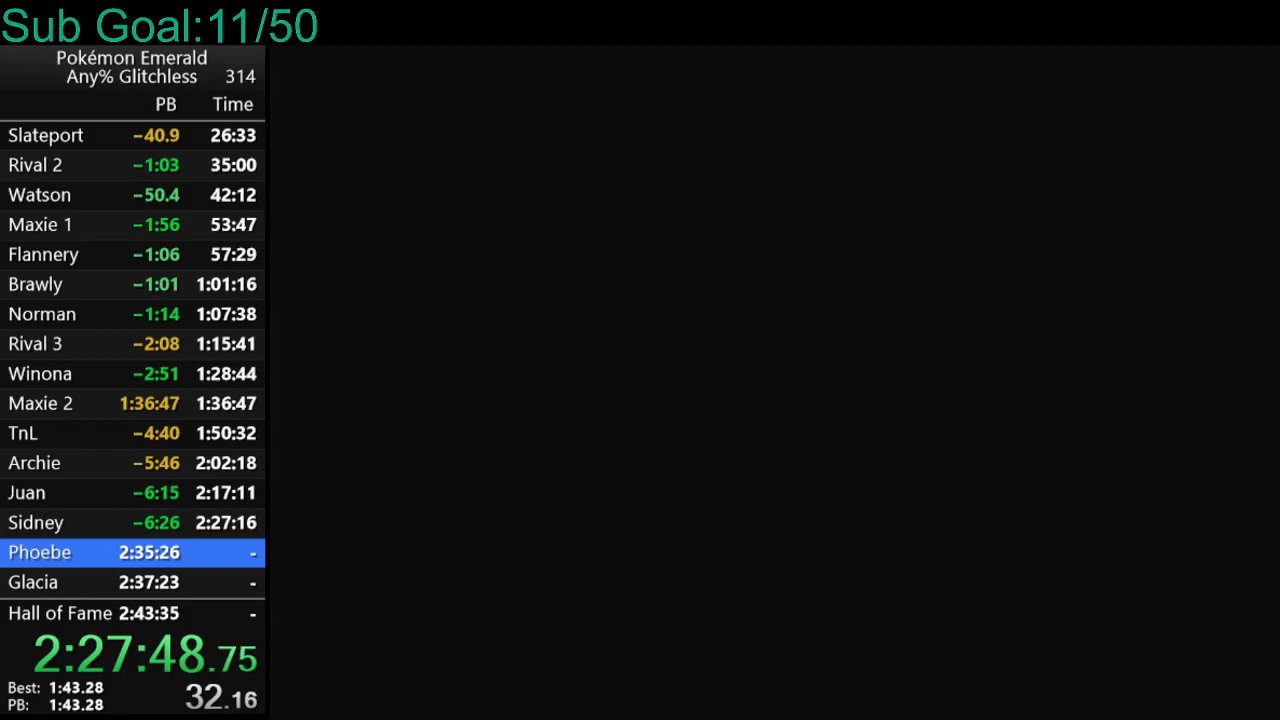 Sub Goal:11/50
Pokémon Emerald
Any% Glitchless 314
PB Time
Slateport −40.9 26:33
Rival 2 −1:03 35:00
Watson −50.4 42:12
Maxie 1 −1:56 53:47
Flannery −1:06 57:29
Brawly −1:01 1:01:16
Norman −1:14 1:07:38
Rival 3 −2:08 1:15:41
Winona −2:51 1:28:44
Maxie 2 1:36:47 1:36:47
TnL −4:40 1:50:32
Archie −5:46 2:02:18
Juan −6:15 2:17:11
Sidney −6:26 2:27:16
Phoebe 2:35:26 -
Glacia 2:37:23 -
Hall of Fame 2:43:35 -
2:27:48.75
Best: 1:43.28
PB: 1:43.28
32.16